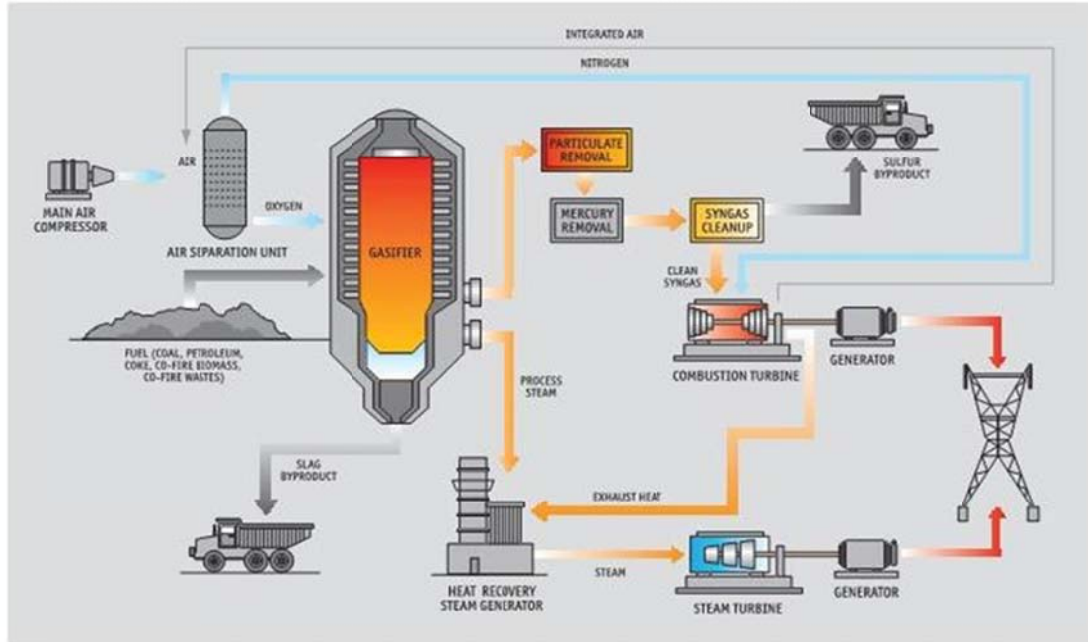 INTEGRATED AIR
NITROGEN
AIR
MAIN AIR
COMPRESSOR
OXYGEN
AIR SIPARATION UNIT
GASIFIER
PARTICULATE
REMOVAL
MERCURY
REMOVAL
SYNGAS
CLEANUP
SULFUR
BYPRODUCT
CLEAN
SYNGAS
COMBUSTION TURBINE
GENERATOR
FUEL (COAL, PETROLEUM,
COKE, CO-FIRE BIOMASS,
CO-FIRE WASTES)
PROCESS
STEAM
SLAG
BYPRODUCT
EXHAUST HEAT
HEAT RECOVERY
STEAM GENERATOR
STEAM
STEAM TURBINE
GENERATOR